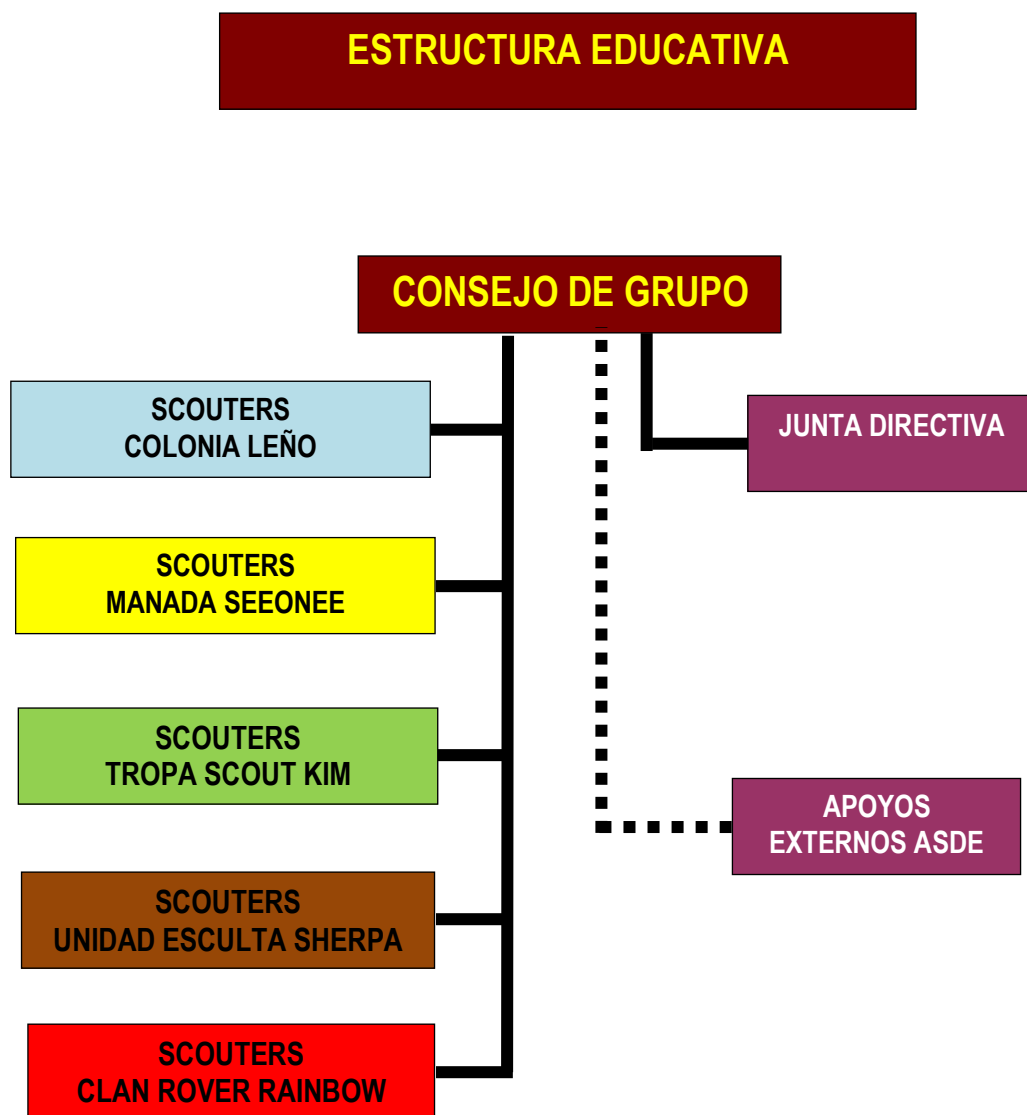 ESTRUCTURA EDUCATIVA
CONSEJO DE GRUPO
SCOUTERS
COLONIA LEÑO
JUNTA DIRECTIVA
SCOUTERS
MANADA SEEONEE
SCOUTERS
TROPA SCOUT KIM
APOYOS
EXTERNOS ASDE
SCOUTERS
UNIDAD ESCULTA SHERPA
SCOUTERS
CLAN ROVER RAINBOW